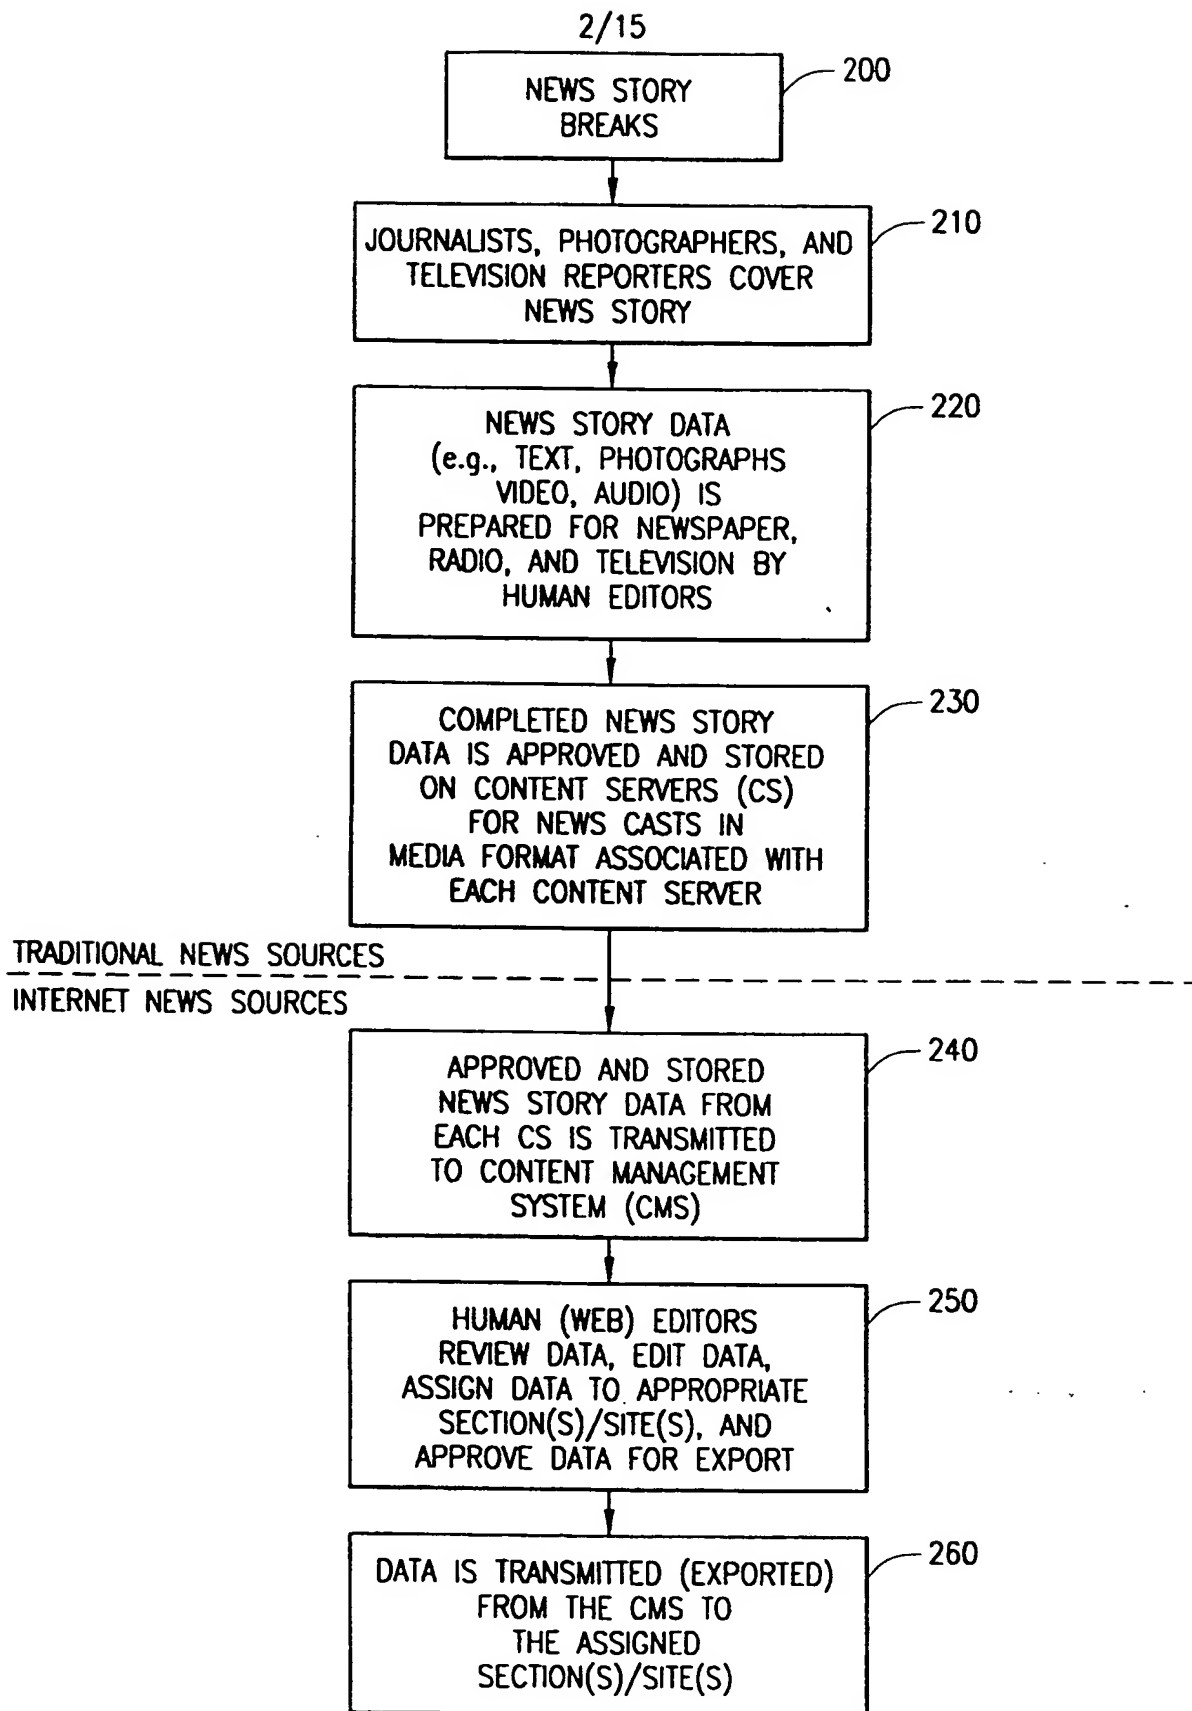 2/15
NEWS STORY
BREAKS
200
JOURNALISTS, PHOTOGRAPHERS, AND
TELEVISION REPORTERS COVER
NEWS STORY
210
NEWS STORY DATA
(e.g., TEXT, PHOTOGRAPHS
VIDEO, AUDIO) IS
PREPARED FOR NEWSPAPER,
RADIO, AND TELEVISION BY
HUMAN EDITORS
220
COMPLETED NEWS STORY
DATA IS APPROVED AND STORED
ON CONTENT SERVERS (CS)
FOR NEWS CASTS IN
MEDIA FORMAT ASSOCIATED WITH
EACH CONTENT SERVER
230
TRADITIONAL NEWS SOURCES
INTERNET NEWS SOURCES
APPROVED AND STORED
NEWS STORY DATA FROM
EACH CS IS TRANSMITTED
TO CONTENT MANAGEMENT
SYSTEM (CMS)
240
HUMAN (WEB) EDITORS
REVIEW DATA, EDIT DATA,
ASSIGN DATA TO APPROPRIATE
SECTION(S)/SITE(S), AND
APPROVE DATA FOR EXPORT
250
DATA IS TRANSMITTED (EXPORTED)
FROM THE CMS TO
THE ASSIGNED
SECTION(S)/SITE(S)
260